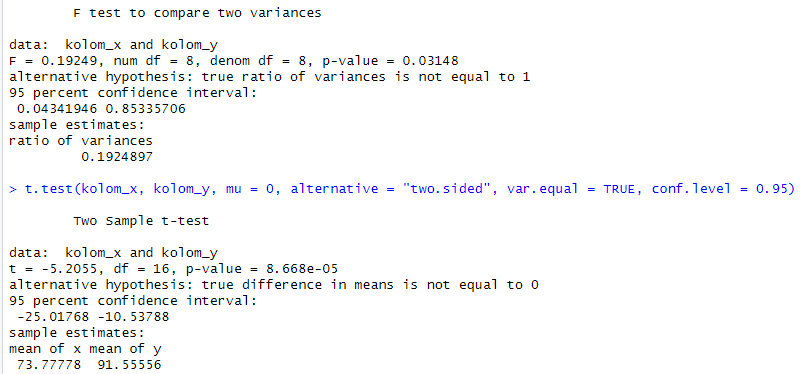 F test to compare two variances
data: kolom_x and kolom_y
F = 0.19249, num df = 8, denom df = 8, p-value = 0.03148
alternative hypothesis: true ratio of variances is not equal to 1
95 percent confidence interval:
0.04341946 0.85335706
sample estimates:
ratio of variances
0.1924897
> t.test(kolom_x, kolom_y, mu = 0, alternative = "two.sided", var.equal = TRUE, conf.level = 0.95)
Two Sample t-test
data: kolom_x and kolom_y
t = -5.2055, df = 16, p-value = 8.668e-05
alternative hypothesis: true difference in means is not equal to 0
95 percent confidence interval:
-25.01768 -10.53788
sample estimates:
mean of x mean of y
73.77778 91.55556